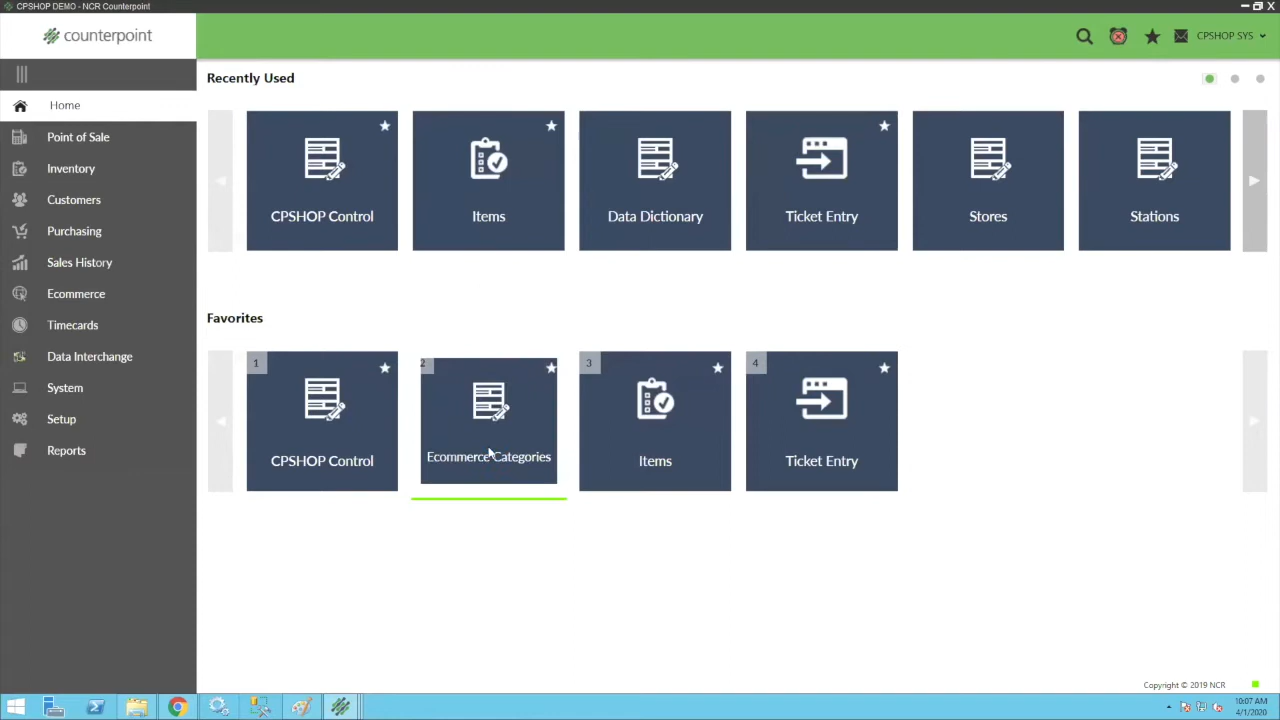 CPSHOP DEMO - NCR Counterpoint
counterpoint
CPSHOP SYS
Home
Point of Sale
Inventory
Customers
Purchasing
Sales History
Ecommerce
Timecards
Data Interchange
System
Setup
Reports
Recently Used
CPSHOP Control
Items
Data Dictionary
Ticket Entry
Stores
Stations
Favorites
1
CPSHOP Control
2
Ecommerce Categories
3
Items
4
Ticket Entry
Copyright © 2019 NCR
10:07 AM
4/1/2020